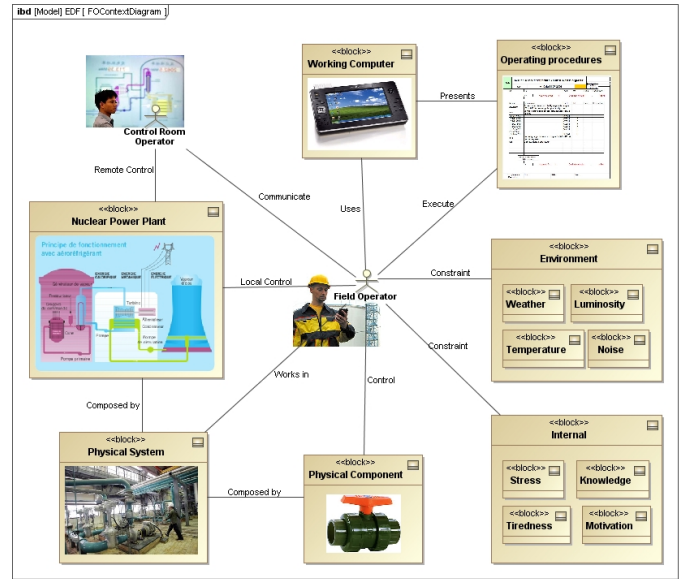 ibd [Model] EDF [ FOContextDiagram ]
Control Room
Operator
<<block>>
Working Computer
Presents
<<block>>
Operating procedures
Remote Control
Communicate
Uses
Execute
<<block>>
Nuclear Power Plant
Principe de fonctionnement
avec aéroréfrigérant
Local Control
Field Operator
Constraint
<<block>>
Environment
<<block>>
Weather
<<block>>
Luminosity
<<block>>
Temperature
<<block>>
Noise
Constraint
Composed by
Works in
Control
<<block>>
Physical System
Composed by
<<block>>
Physical Component
<<block>>
Internal
<<block>>
Stress
<<block>>
Knowledge
<<block>>
Tiredness
<<block>>
Motivation